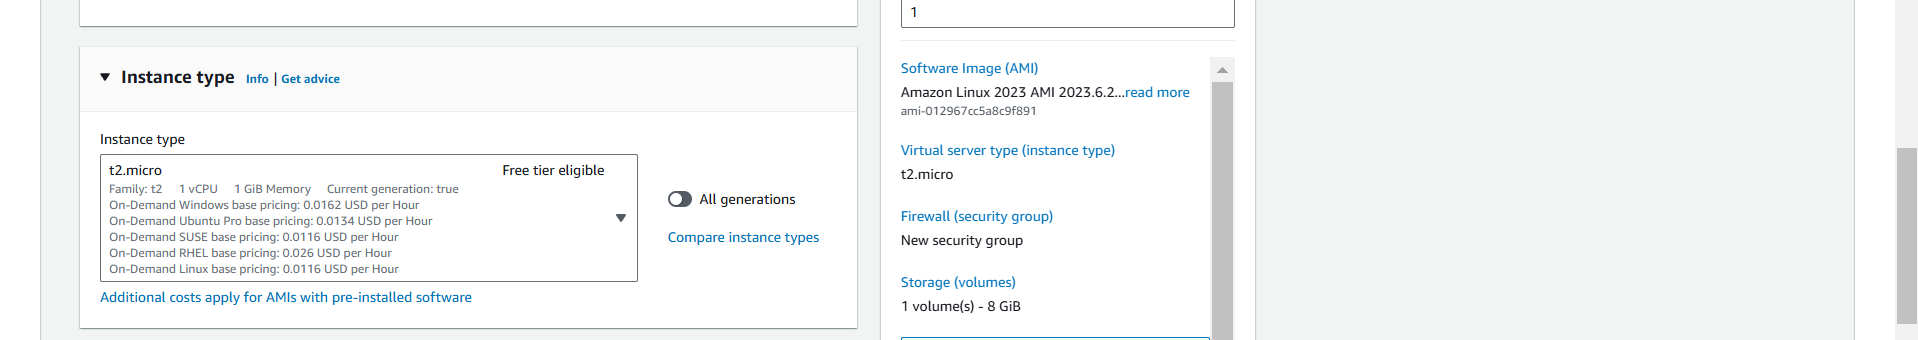 Instance type Info | Get advice
Instance type
t2.micro Free tier eligible
Family: t2 1 vCPU 1 GiB Memory Current generation: true
On-Demand Windows base pricing: 0.0162 USD per Hour
On-Demand Ubuntu Pro base pricing: 0.0134 USD per Hour
On-Demand SUSE base pricing: 0.0116 USD per Hour
On-Demand RHEL base pricing: 0.026 USD per Hour
On-Demand Linux base pricing: 0.0116 USD per Hour
All generations
Compare instance types
Additional costs apply for AMIs with pre-installed software
1
Software Image (AMI)
Amazon Linux 2023 AMI 2023.6.2...read more
ami-012967cc5a8c9f891
Virtual server type (instance type)
t2.micro
Firewall (security group)
New security group
Storage (volumes)
1 volume(s) - 8 GiB